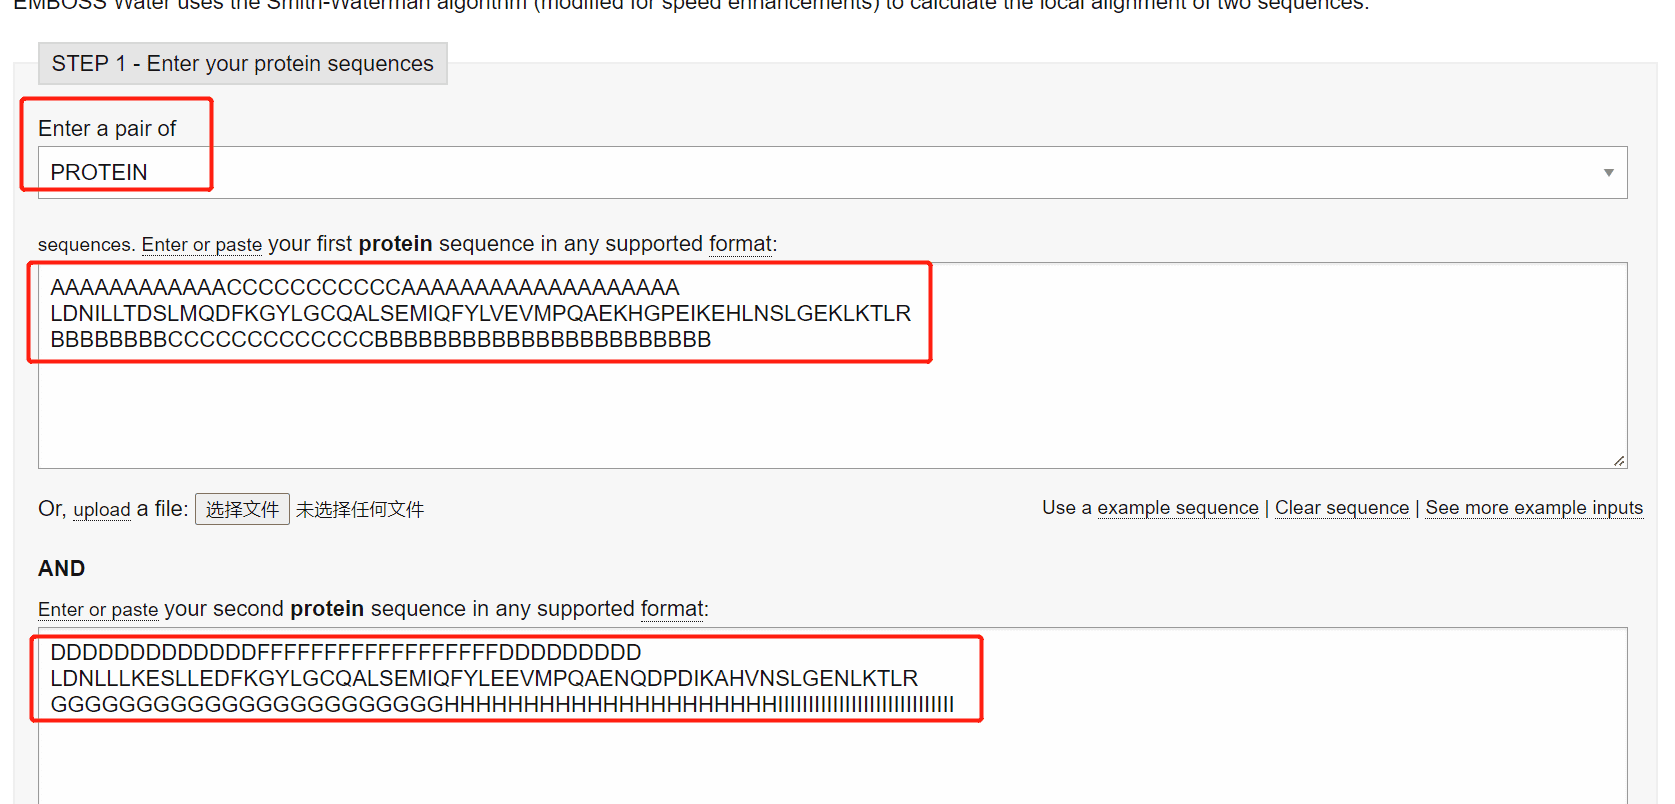 EMBOSS Water uses the Smith-Waterman algorithm (modified for speed enhancements) to calculate the local alignment of two sequences.
STEP 1 - Enter your protein sequences
Enter a pair of
PROTEIN
sequences. Enter or paste your first protein sequence in any supported format:
AAAAAAAAAAAACCCCCCCCCCCAAAAAAAAAAAAAAAAAAA
LDNILLTDSLMQDFKGYLGCQALSEMIQFYLVEVMPQAEKHGPEIKEHLNSLGEKLKTLR
BBBBBBBBCCCCCCCCCCCCCBBBBBBBBBBBBBBBBBBBBBBB
Or, upload a file: 选择文件 未选择任何文件
Use a example sequence | Clear sequence | See more example inputs
AND
Enter or paste your second protein sequence in any supported format:
DDDDDDDDDDDDDFFFFFFFFFFFFFFFFFFDDDDDDDDD
LDNLLLKESLLEDFKGYLGCQALSEMIQFYLEEVMPQAENQDPDIKAHVNSLGENLKTLR
GGGGGGGGGGGGGGGGGGGGGGGHHHHHHHHHHHHHHHHHHHHHIIIIIIIIIIIIIIIIIIIIIIIIIIIII